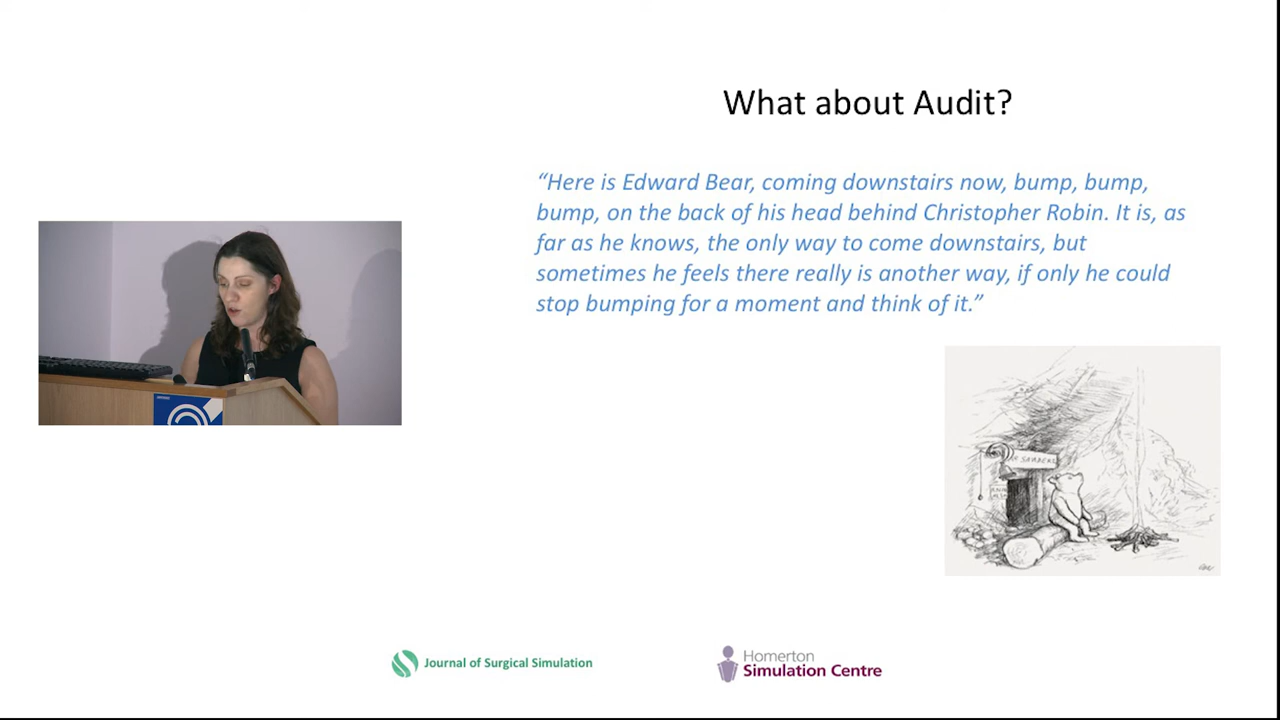 What about Audit?
“Here is Edward Bear, coming downstairs now, bump, bump,
bump, on the back of his head behind Christopher Robin. It is, as
far as he knows, the only way to come downstairs, but
sometimes he feels there really is another way, if only he could
stop bumping for a moment and think of it.”
Journal of Surgical Simulation
Homerton
Simulation Centre